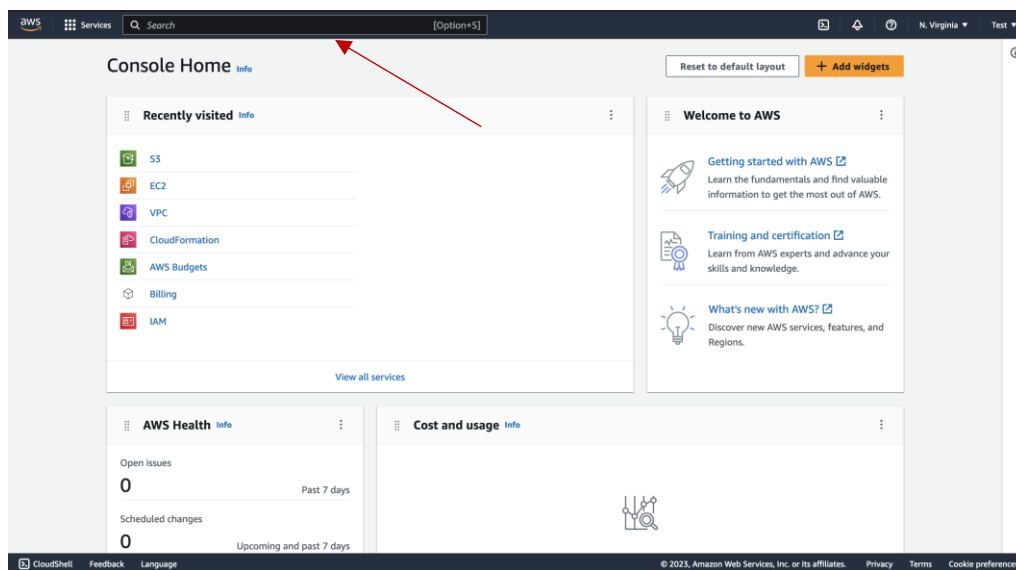 aws Services Search [Option+S] N. Virginia Test
Console Home Info
Reset to default layout
+ Add widgets
Recently visited Info
S3
EC2
VPC
CloudFormation
AWS Budgets
Billing
IAM
View all services
Welcome to AWS
Getting started with AWS
Learn the fundamentals and find valuable
information to get the most out of AWS.
Training and certification
Learn from AWS experts and advance your
skills and knowledge.
What's new with AWS?
Discover new AWS services, features, and
Regions.
AWS Health Info
Open issues
0
Past 7 days
Scheduled changes
0
Upcoming and past 7 days
Cost and usage Info
CloudShell Feedback Language © 2023, Amazon Web Services, Inc. or its affiliates. Privacy Terms Cookie preferences